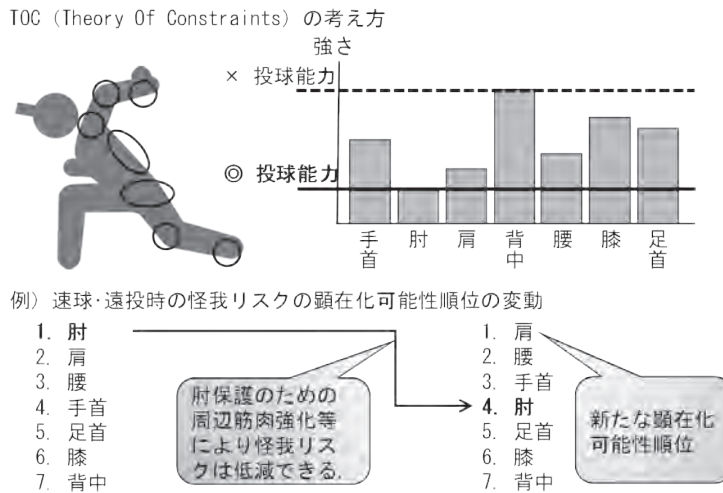 TOC（Theory Of Constraints）の考え方
強さ
× 投球能力
◎ 投球能力
手首 肘 肩 背中 腰 膝 足首
例）速球・遠投時の怪我リスクの顕在化可能性順位の変動
1. 肘
2. 肩
3. 腰
4. 手首
5. 足首
6. 膝
7. 背中
肘保護のための
周辺筋肉強化等
により怪我リス
クは低減できる.
1. 肩
2. 腰
3. 手首
4. 肘
5. 足首
6. 膝
7. 背中
新たな顕在化
可能性順位